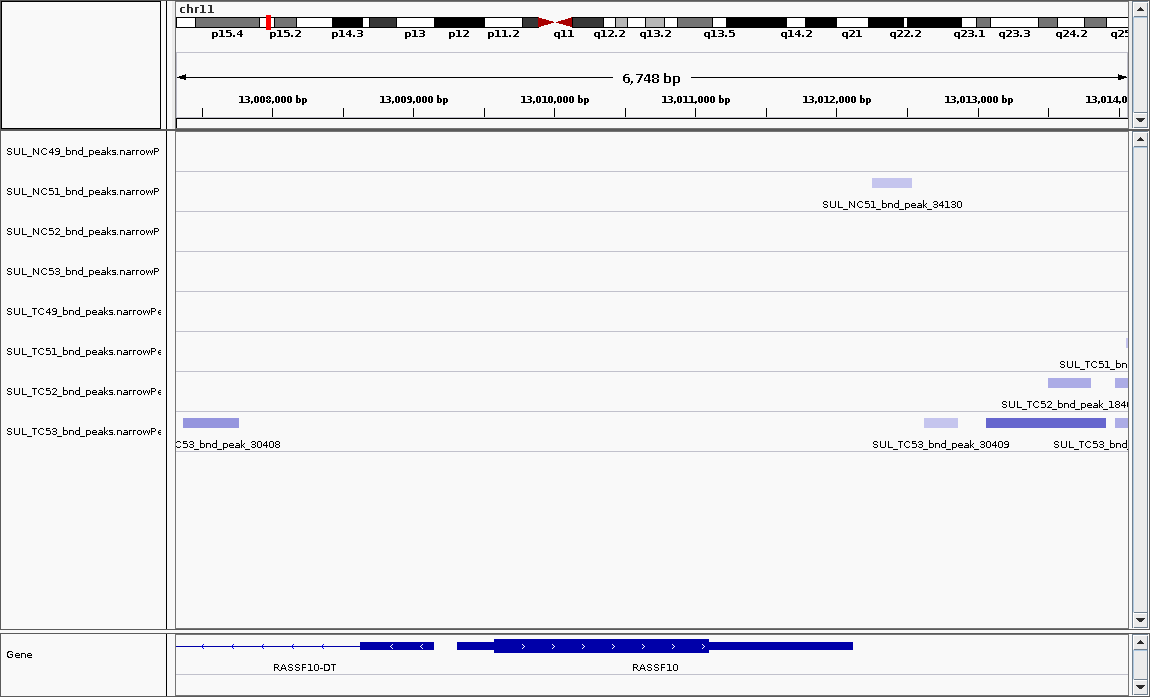 chr11
p15.4 p15.2 p14.3 p13 p12 p11.2 q11 q12.2 q13.2 q13.5 q14.2 q21 q22.2 q23.1 q23.3 q24.2 q25
6,748 bp
13,008,000 bp 13,009,000 bp 13,010,000 bp 13,011,000 bp 13,012,000 bp 13,013,000 bp 13,014,0
SUL_NC49_bnd_peaks.narrowP
SUL_NC51_bnd_peaks.narrowP
SUL_NC51_bnd_peak_34130
SUL_NC52_bnd_peaks.narrowP
SUL_NC53_bnd_peaks.narrowP
SUL_TC49_bnd_peaks.narrowPe
SUL_TC51_bnd_peaks.narrowPe
SUL_TC51_bn
SUL_TC52_bnd_peaks.narrowPe
SUL_TC52_bnd_peak_184
SUL_TC53_bnd_peaks.narrowPe
C53_bnd_peak_30408 SUL_TC53_bnd_peak_30409 SUL_TC53_bnd_
Gene
RASSF10-DT RASSF10